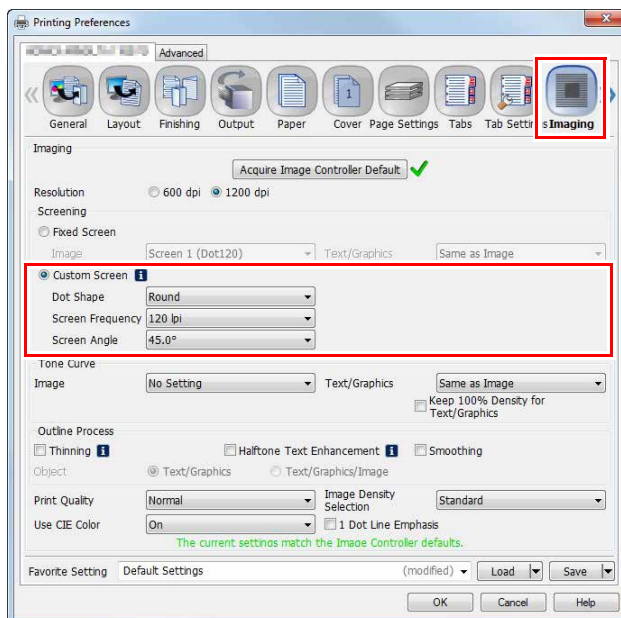 Printing Preferences
Advanced
General Layout Finishing Output Paper Cover Page Settings Tabs Tab Settin s Imaging
1
Imaging
Acquire Image Controller Default
Resolution 600 dpi 1200 dpi
Screening
Fixed Screen
Image Screen 1 (Dot120) Text/Graphics Same as Image
Custom Screen i
Dot Shape Round
Screen Frequency 120 lpi
Screen Angle 45.0°
Tone Curve
Image No Setting Text/Graphics Same as Image
Keep 100% Density for
Text/Graphics
Outline Process
Thinning i Halftone Text Enhancement i Smoothing
Object Text/Graphics Text/Graphics/Image
Print Quality Normal Image Density
Selection Standard
Use CIE Color On 1 Dot Line Emphasis
The current settings match the Image Controller defaults.
Favorite Setting Default Settings (modified) Load Save
OK Cancel Help